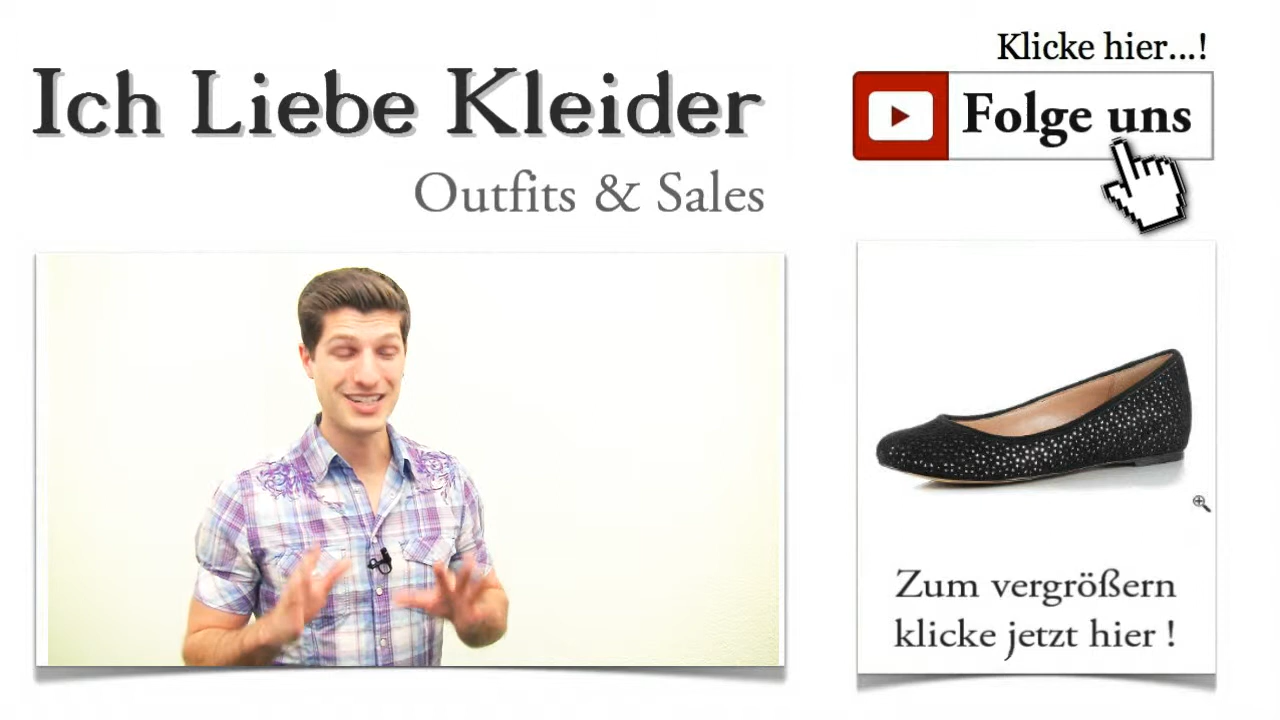 Ich Liebe Kleider
Outfits & Sales
Klicke hier...!
Folge uns
Zum vergrößern
klicke jetzt hier !